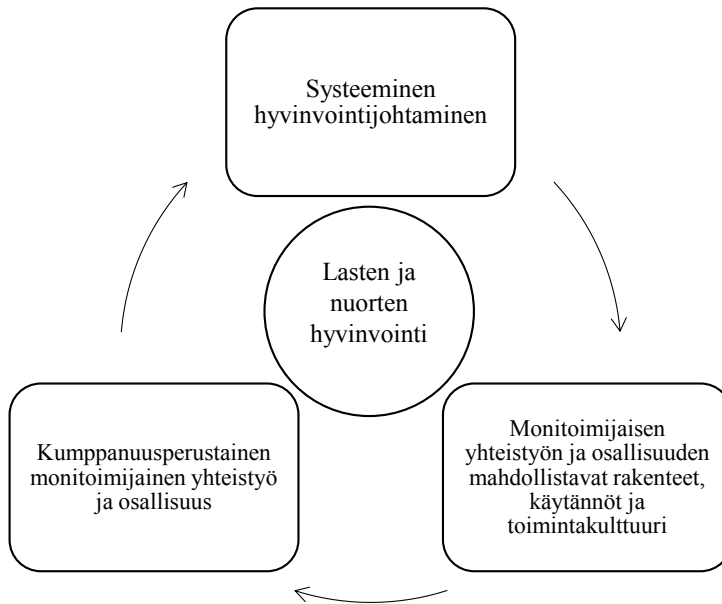 Systeeminen
hyvinvointijohtaminen
Lasten ja
nuorten
hyvinvointi
Kumppanuusperustainen
monitoimijainen yhteistyö
ja osallisuus
Monitoimijaisen
yhteistyön ja osallisuuden
mahdollistavat rakenteet,
käytännöt ja
toimintakulttuuri